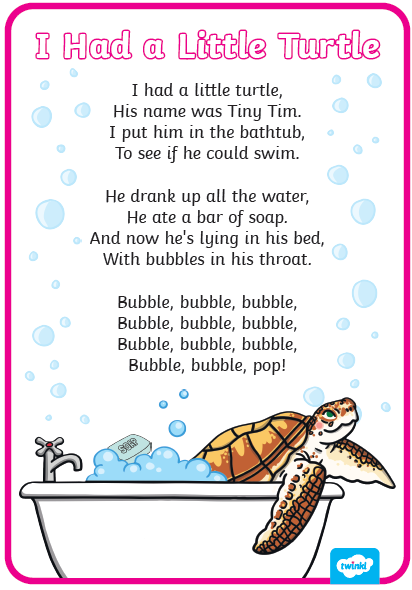 I Had a Little Turtle
I had a little turtle,
His name was Tiny Tim.
I put him in the bathtub,
To see if he could swim.
He drank up all the water,
He ate a bar of soap.
And now he's lying in his bed,
With bubbles in his throat.
Bubble, bubble, bubble,
Bubble, bubble, bubble,
Bubble, bubble, bubble,
Bubble, bubble, pop!
SOAP
twinkl